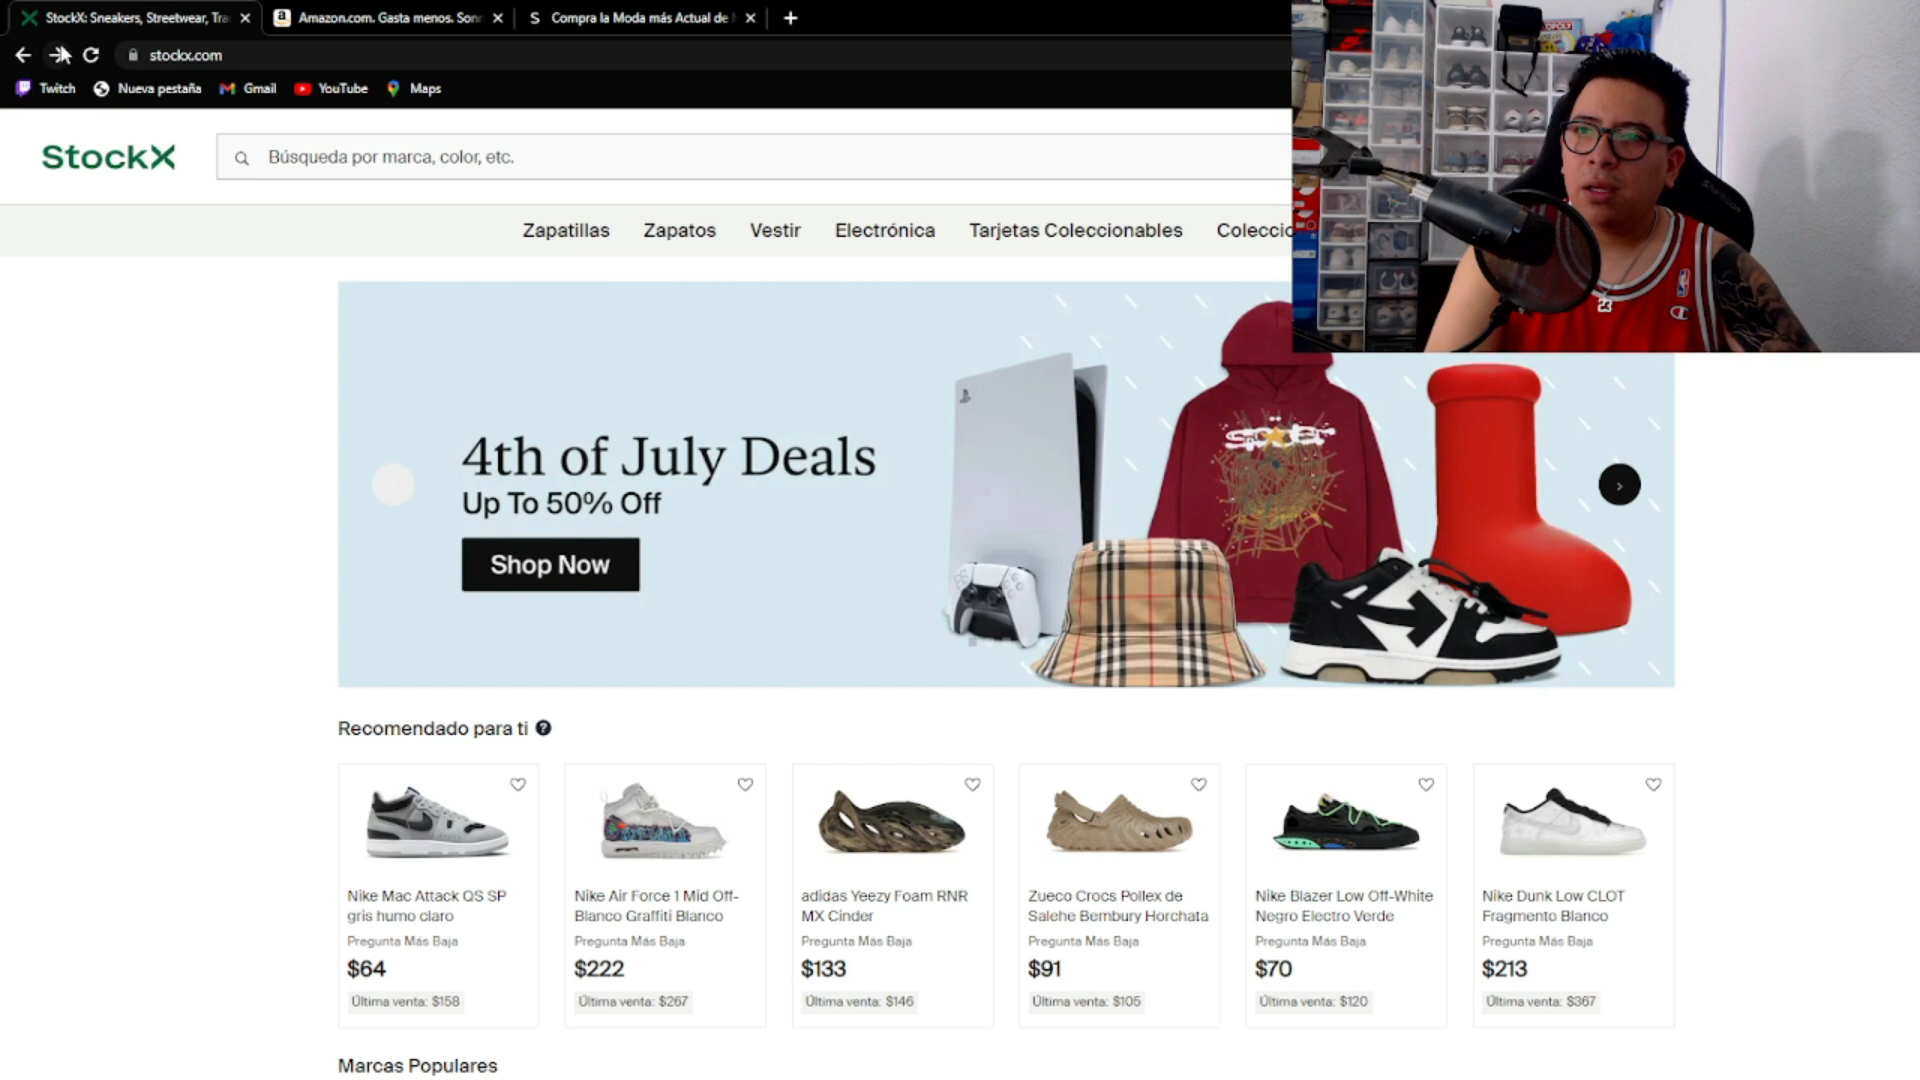 StockX: Sneakers, Streetwear, Tra
Amazon.com. Gasta menos. Son
Compra la Moda más Actual de
stockx.com
Twitch
Nueva pestaña
Gmail
YouTube
Maps
StockX
Búsqueda por marca, color, etc.
Zapatillas
Zapatos
Vestir
Electrónica
Tarjetas Coleccionables
Coleccio
4th of July Deals
Up To 50% Off
Shop Now
Recomendado para ti
Nike Mac Attack QS SP
gris humo claro
Pregunta Más Baja
$64
Última venta: $158
Nike Air Force 1 Mid Off-
Blanco Graffiti Blanco
Pregunta Más Baja
$222
Última venta: $267
adidas Yeezy Foam RNR
MX Cinder
Pregunta Más Baja
$133
Última venta: $146
Zueco Crocs Pollex de
Salehe Bembury Horchata
Pregunta Más Baja
$91
Última venta: $105
Nike Blazer Low Off-White
Negro Electro Verde
Pregunta Más Baja
$70
Última venta: $120
Nike Dunk Low CLOT
Fragmento Blanco
Pregunta Más Baja
$213
Última venta: $367
Marcas Populares
23